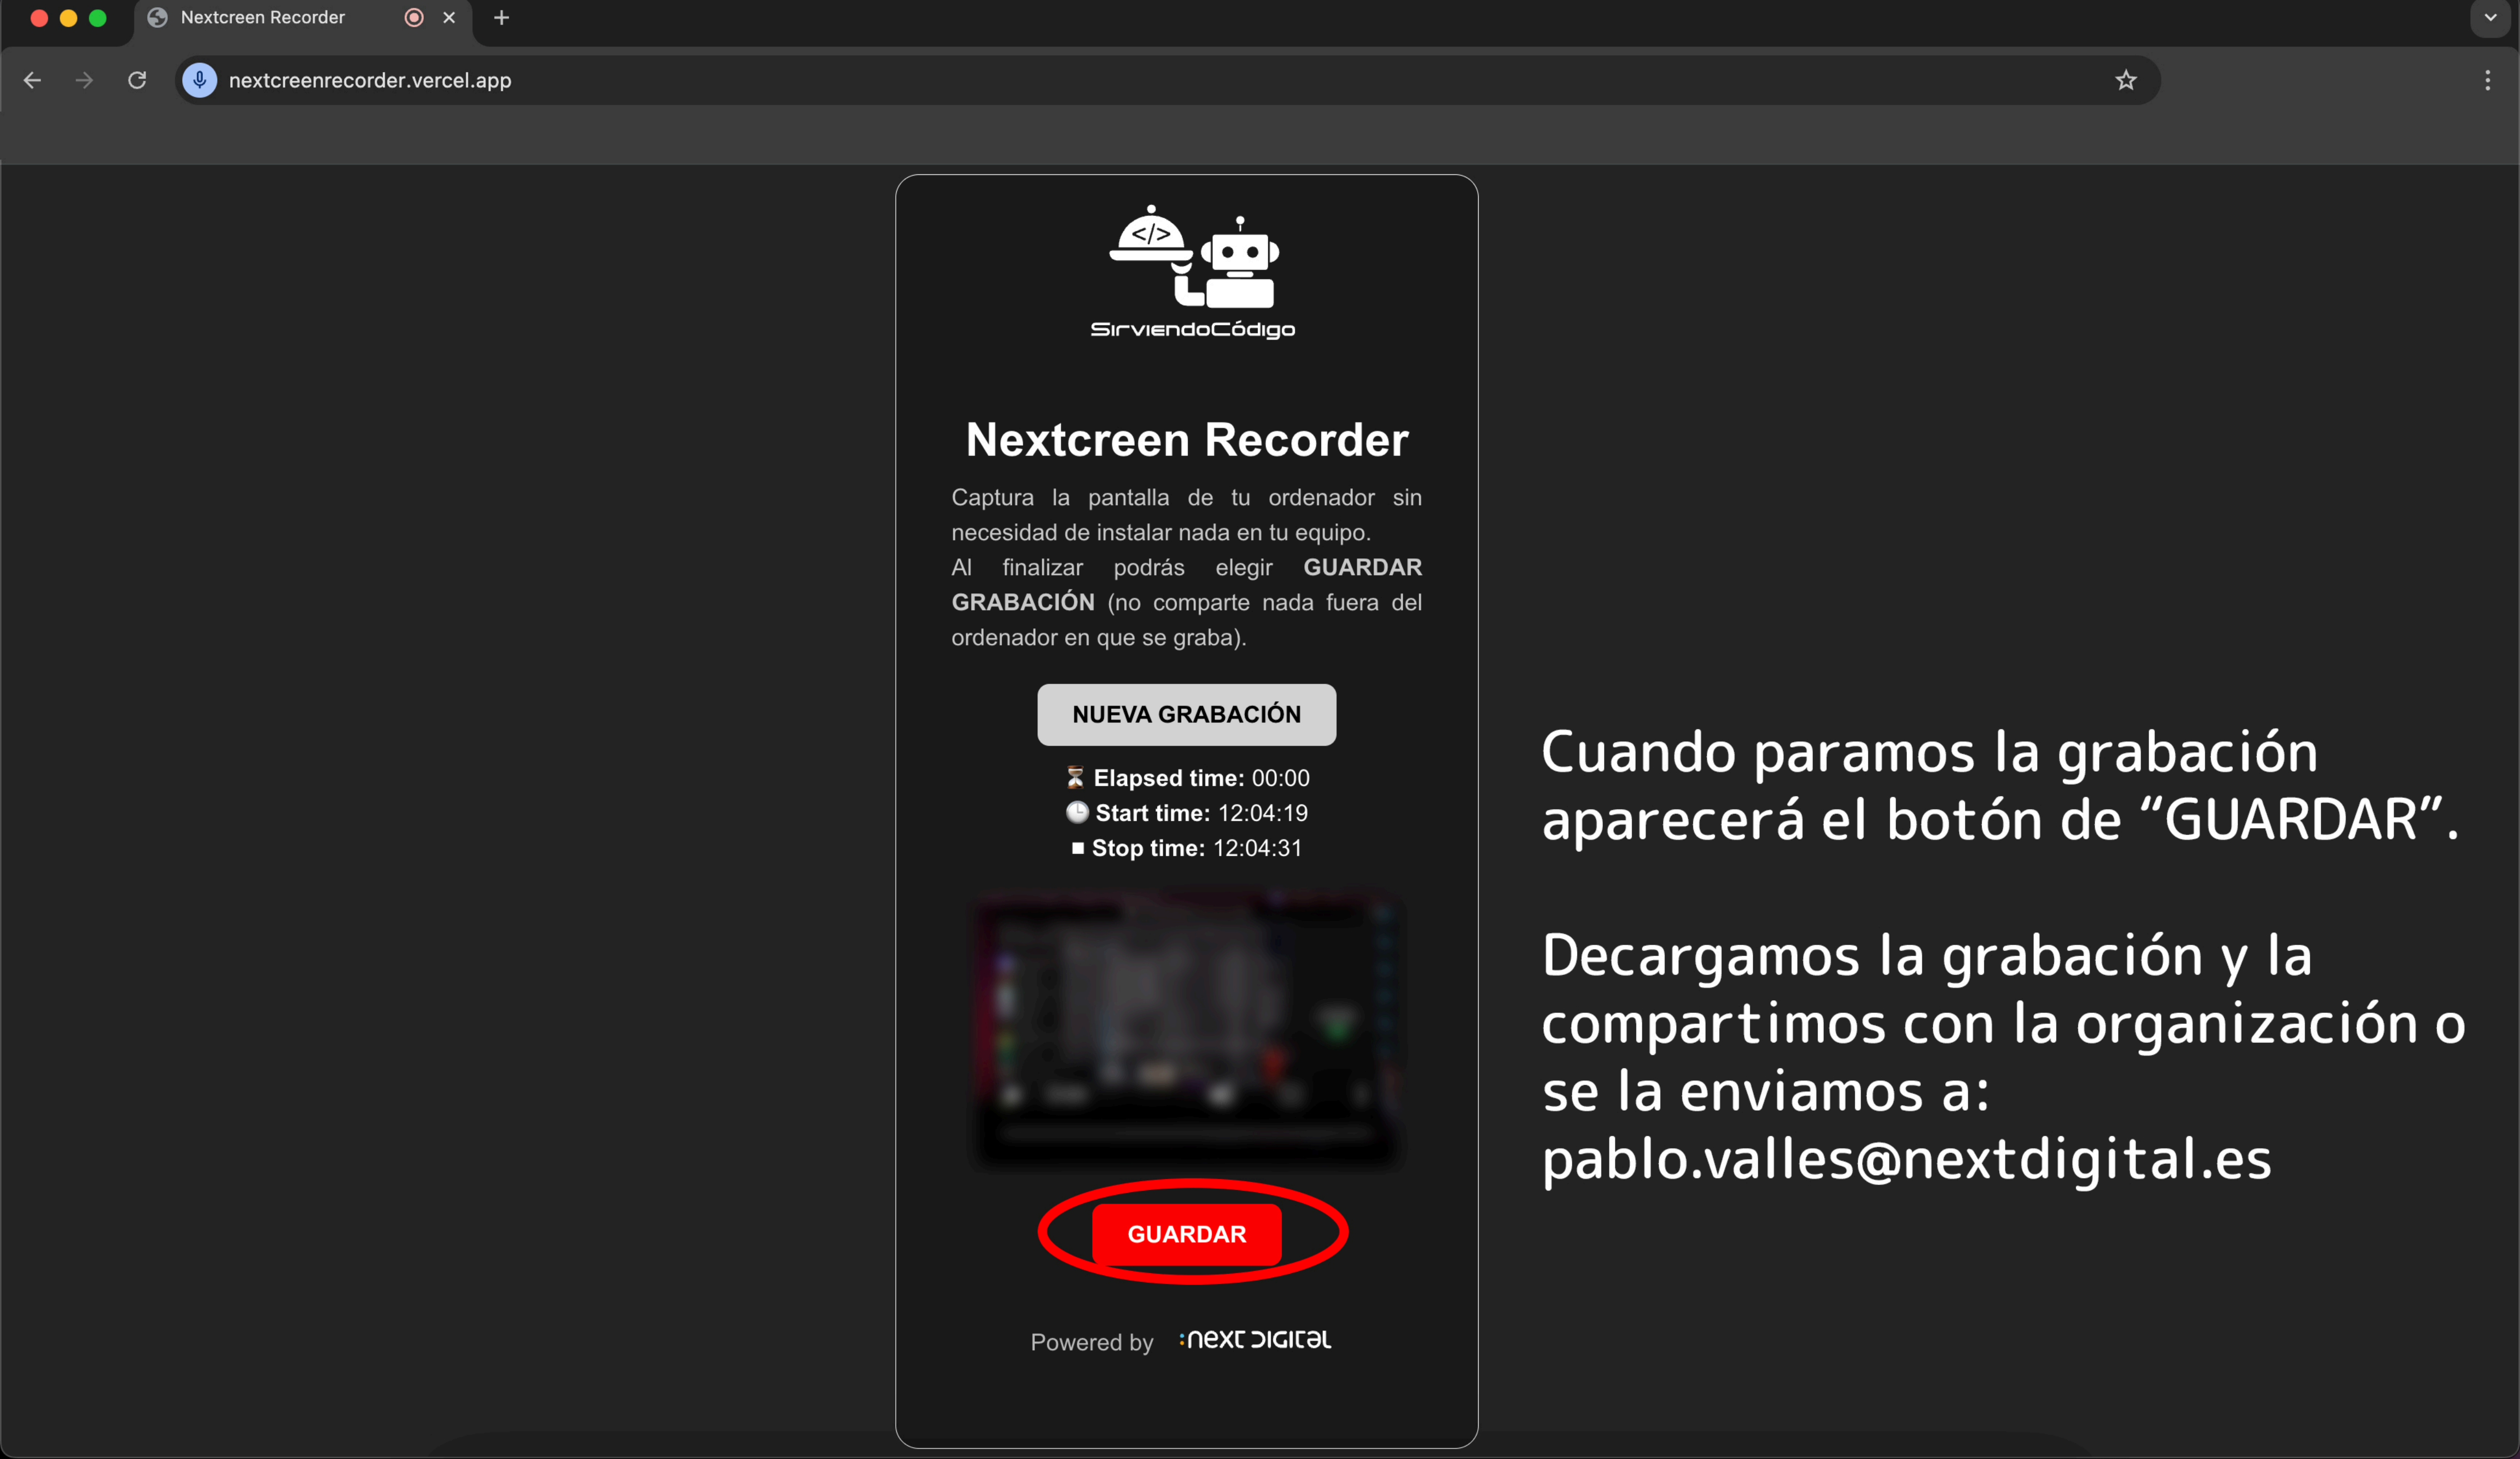 Nextcreen Recorder
nextcreenrecorder.vercel.app
</>
SirviendoCódigo
Nextcreen Recorder
Captura la pantalla de tu ordenador sin
necesidad de instalar nada en tu equipo.
Al finalizar podrás elegir GUARDAR
GRABACIÓN (no comparte nada fuera del
ordenador en que se graba).
NUEVA GRABACIÓN
⏳ Elapsed time: 00:00
🕒 Start time: 12:04:19
⏹ Stop time: 12:04:31
GUARDAR
Powered by :next digital
Cuando paramos la grabación
aparecerá el botón de “GUARDAR”.
Decargamos la grabación y la
compartimos con la organización o
se la enviamos a:
pablo.valles@nextdigital.es